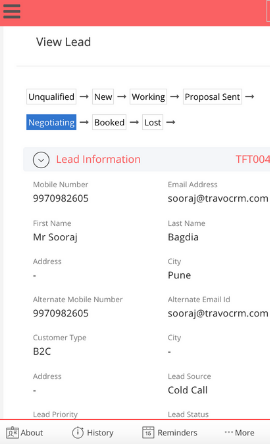 View Lead
Unqualified → New → Working → Proposal Sent →
Negotiating → Booked → Lost →
Lead Information TFT004
Mobile Number Email Address
9970982605 sooraj@travocrm.com
First Name Last Name
Mr Sooraj Bagdia
Address City
- Pune
Alternate Mobile Number Alternate Email Id
9970982605 sooraj@travocrm.com
Customer Type City
B2C -
Address Lead Source
- Cold Call
Lead Priority Lead Status
About History 16 Reminders ··· More